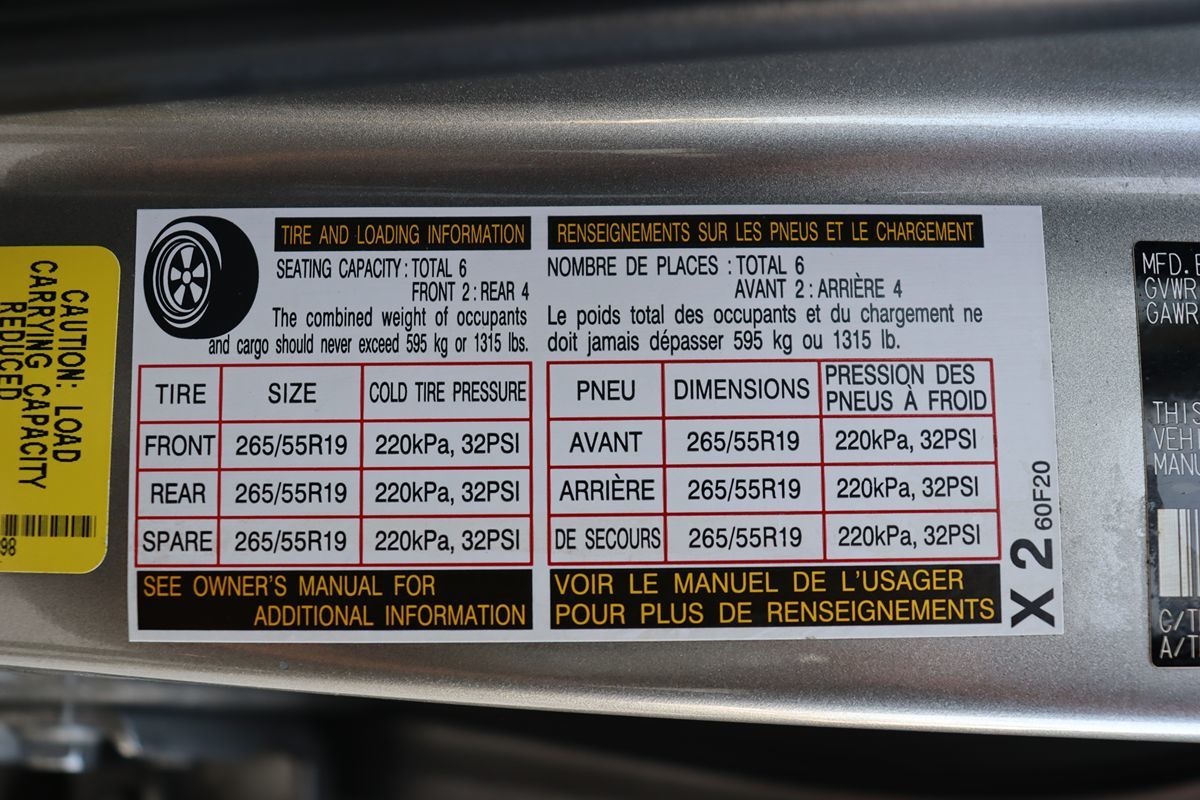 CAUTION: LOAD
CARRYING CAPACITY
REDUCED
98
TIRE AND LOADING INFORMATION
SEATING CAPACITY : TOTAL 6
FRONT 2 : REAR 4
The combined weight of occupants
and cargo should never exceed 595 kg or 1315 lbs.
TIRE SIZE COLD TIRE PRESSURE
FRONT 265/55R19 220kPa, 32PSI
REAR 265/55R19 220kPa, 32PSI
SPARE 265/55R19 220kPa, 32PSI
SEE OWNER'S MANUAL FOR
ADDITIONAL INFORMATION
RENSEIGNEMENTS SUR LES PNEUS ET LE CHARGEMENT
NOMBRE DE PLACES : TOTAL 6
AVANT 2 : ARRIÈRE 4
Le poids total des occupants et du chargement ne
doit jamais dépasser 595 kg ou 1315 lb.
PNEU DIMENSIONS PRESSION DES
PNEUS À FROID
AVANT 265/55R19 220kPa, 32PSI
ARRIÈRE 265/55R19 220kPa, 32PSI
DE SECOURS 265/55R19 220kPa, 32PSI
VOIR LE MANUEL DE L'USAGER
POUR PLUS DE RENSEIGNEMENTS
X 2 60F20
MFD.
GVWR
GAWR
THIS
VEHI
MANU
C/T
A/T